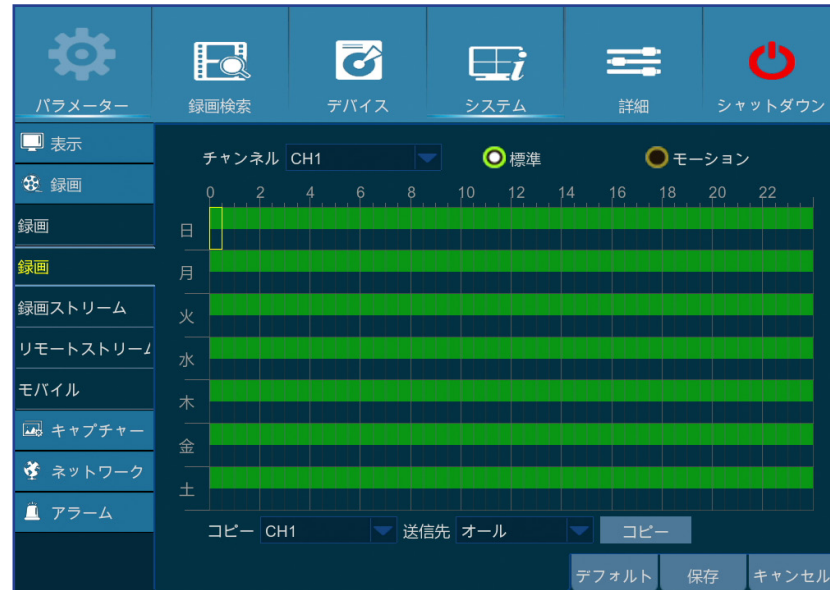 パラメーター 録画検索 デバイス システム 詳細 シャットダウン
表示
録画
録画
録画
録画ストリーム
リモートストリーム
モバイル
キャプチャー
ネットワーク
アラーム
チャンネル CH1 標準 モーション
0 2 4 6 8 10 12 14 16 18 20 22
日
月
火
水
木
金
土
コピー CH1 送信先 オール コピー
デフォルト 保存 キャンセル